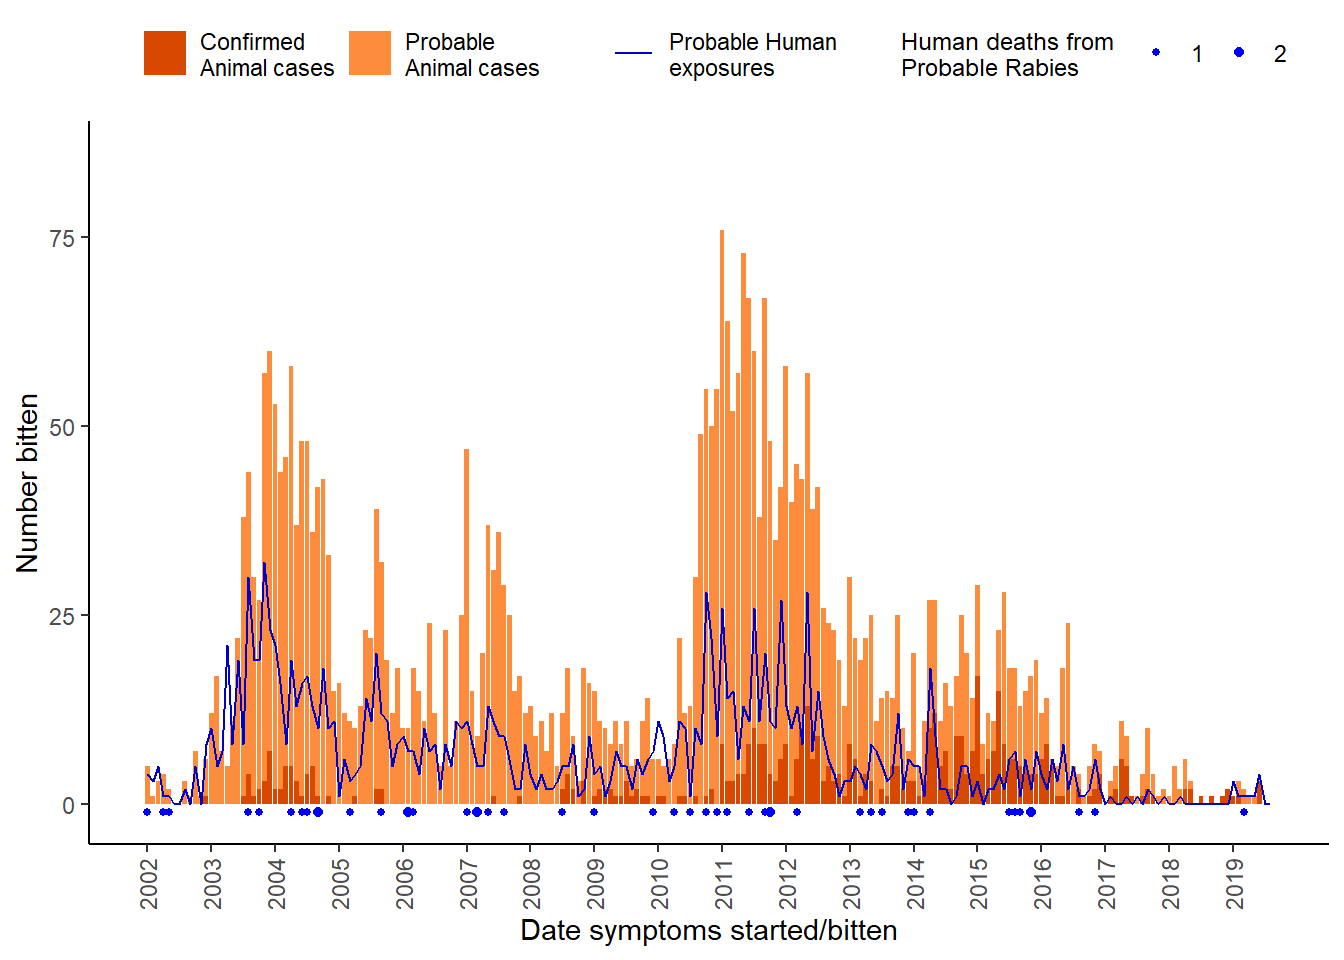 Confirmed
Animal cases
Probable
Animal cases
Probable Human
exposures
Human deaths from
Probable Rabies
1
2
Number bitten
75
50
25
0
2002
2003
2004
2005
2006
2007
2008
2009
2010
2011
2012
2013
2014
2015
2016
2017
2018
2019
Date symptoms started/bitten